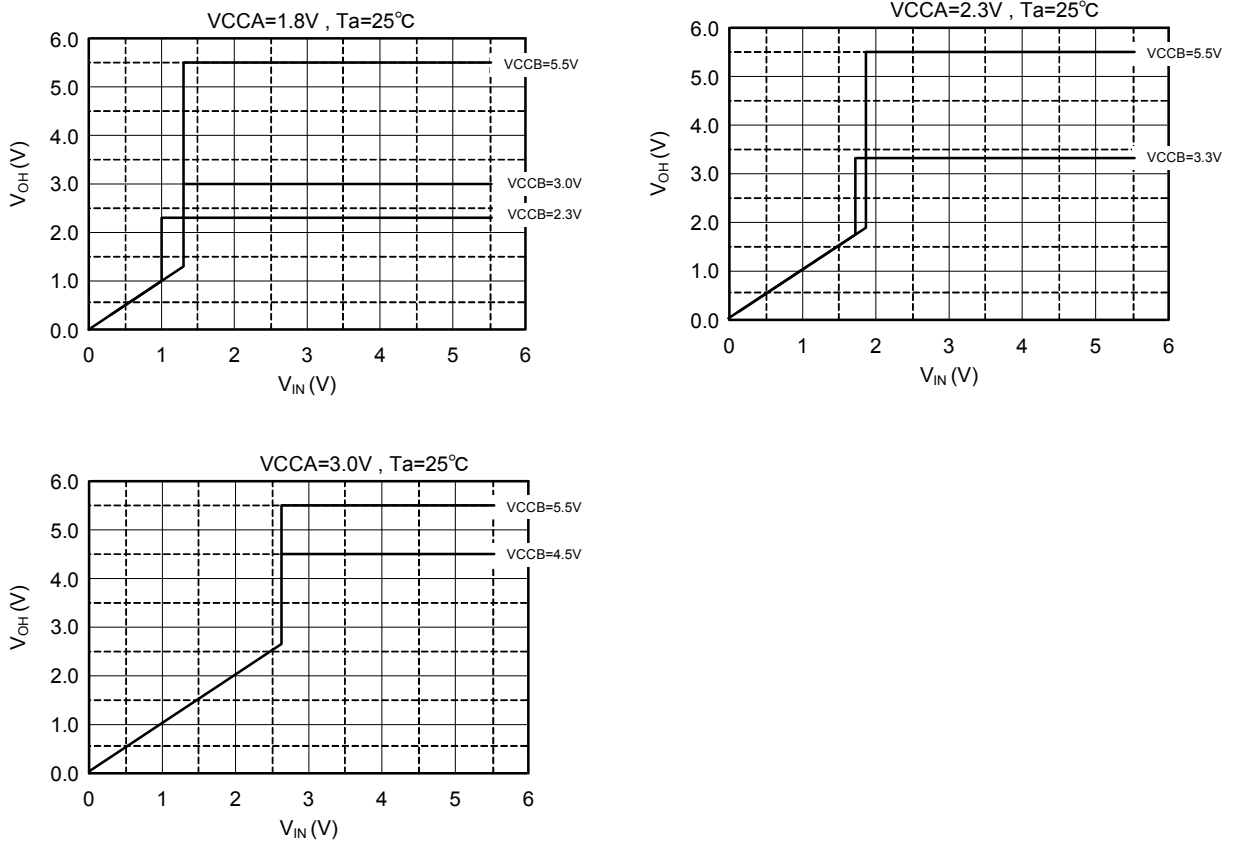 VCCA=1.8V , Ta=25℃
6.0
5.0
4.0
3.0
2.0
1.0
0.0
VOH (V)
VCCB=5.5V
VCCB=3.0V
VCCB=2.3V
0 1 2 3 4 5 6
VIN (V)
VCCA=2.3V , Ta=25℃
6.0
5.0
4.0
3.0
2.0
1.0
0.0
VOH (V)
VCCB=5.5V
VCCB=3.3V
0 1 2 3 4 5 6
VIN (V)
VCCA=3.0V , Ta=25℃
6.0
5.0
4.0
3.0
2.0
1.0
0.0
VOH (V)
VCCB=5.5V
VCCB=4.5V
0 1 2 3 4 5 6
VIN (V)